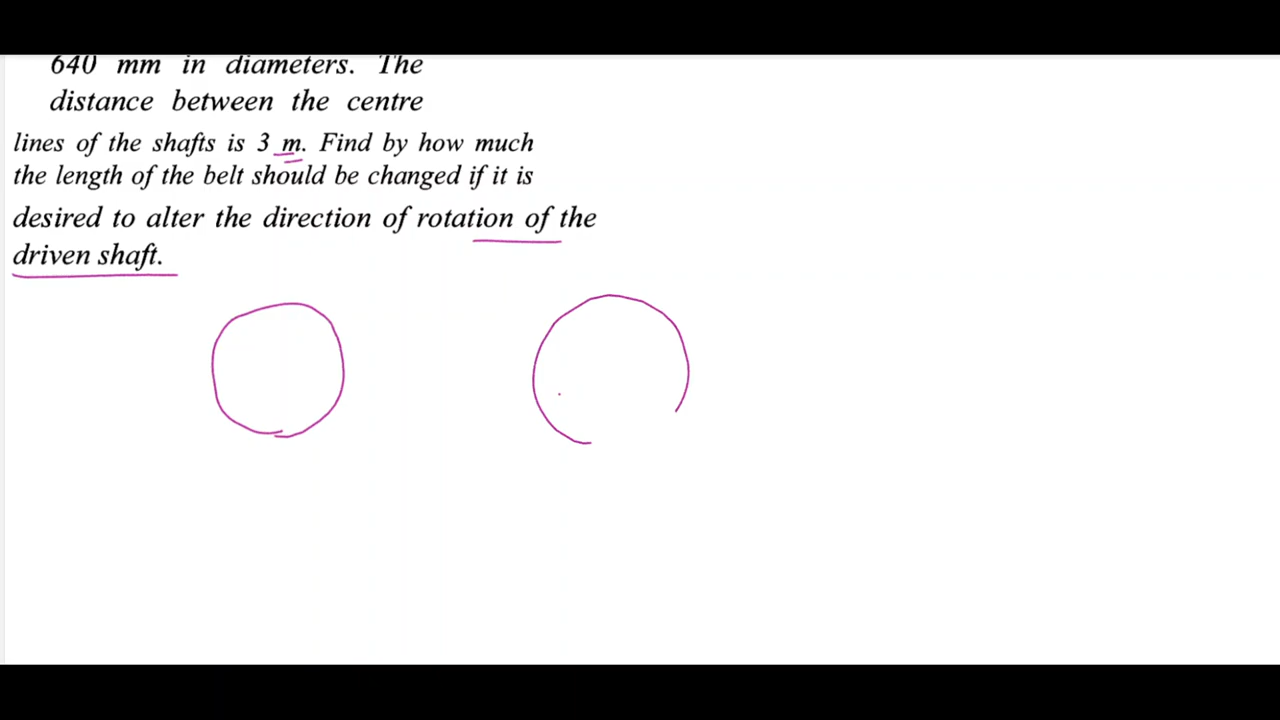 640 mm in diameters. The
distance between the centre
lines of the shafts is 3 m. Find by how much
the length of the belt should be changed if it is
desired to alter the direction of rotation of the
driven shaft.